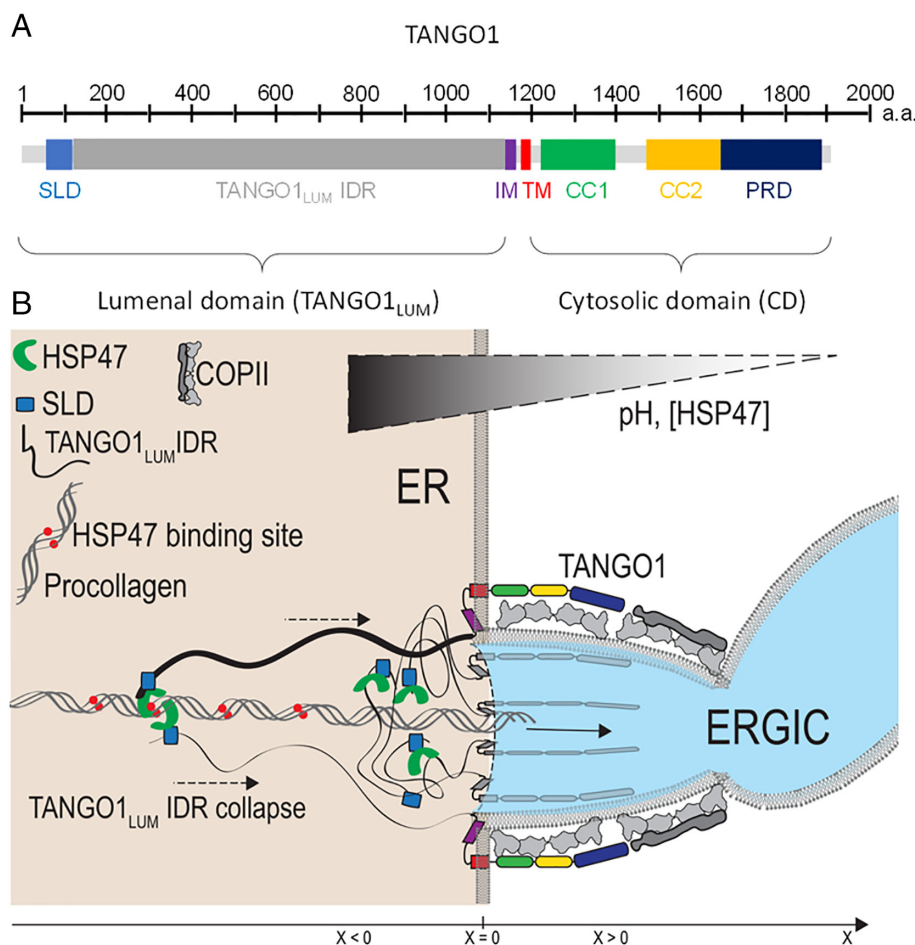 A
TANGO1
1 200 400 600 800 1000 1200 1400 1600 1800 2000
a.a.
SLD TANGO1LUM IDR IM TM CC1 CC2 PRD
Lumenal domain (TANGO1LUM) Cytosolic domain (CD)
B
HSP47
COPII
SLD
TANGO1LUMIDR
HSP47 binding site
Procollagen
ER
pH, [HSP47]
TANGO1
ERGIC
TANGO1LUM IDR collapse
X < 0 X = 0 X > 0 X